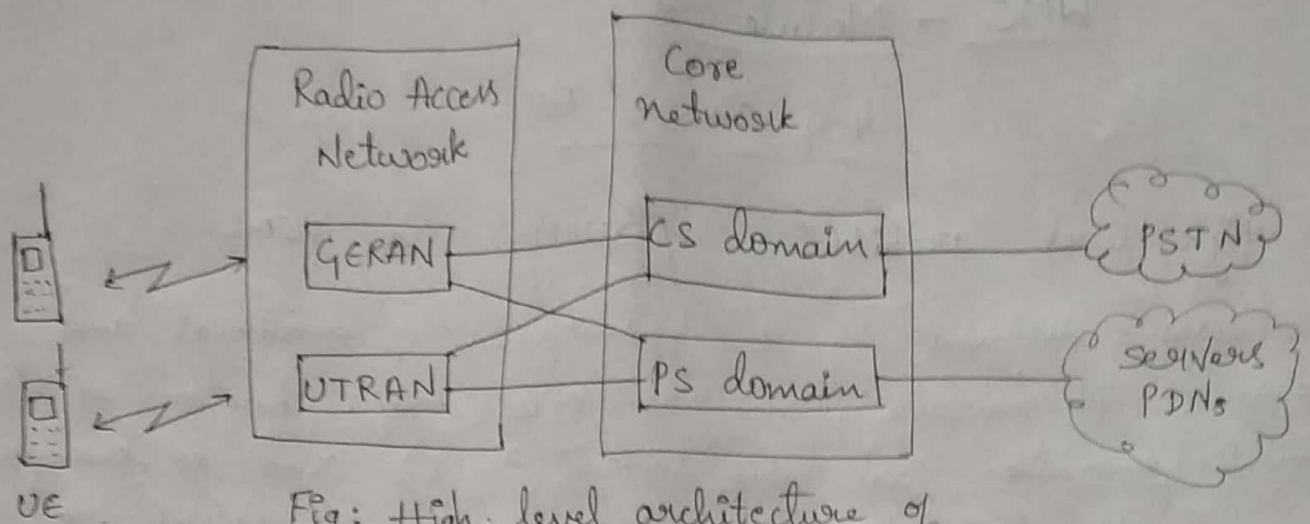 Radio Access
Network
GERAN
UTRAN
Core
network
CS domain
PS domain
PSTN
Servers
PDNs
UE
Fig: High level architecture of